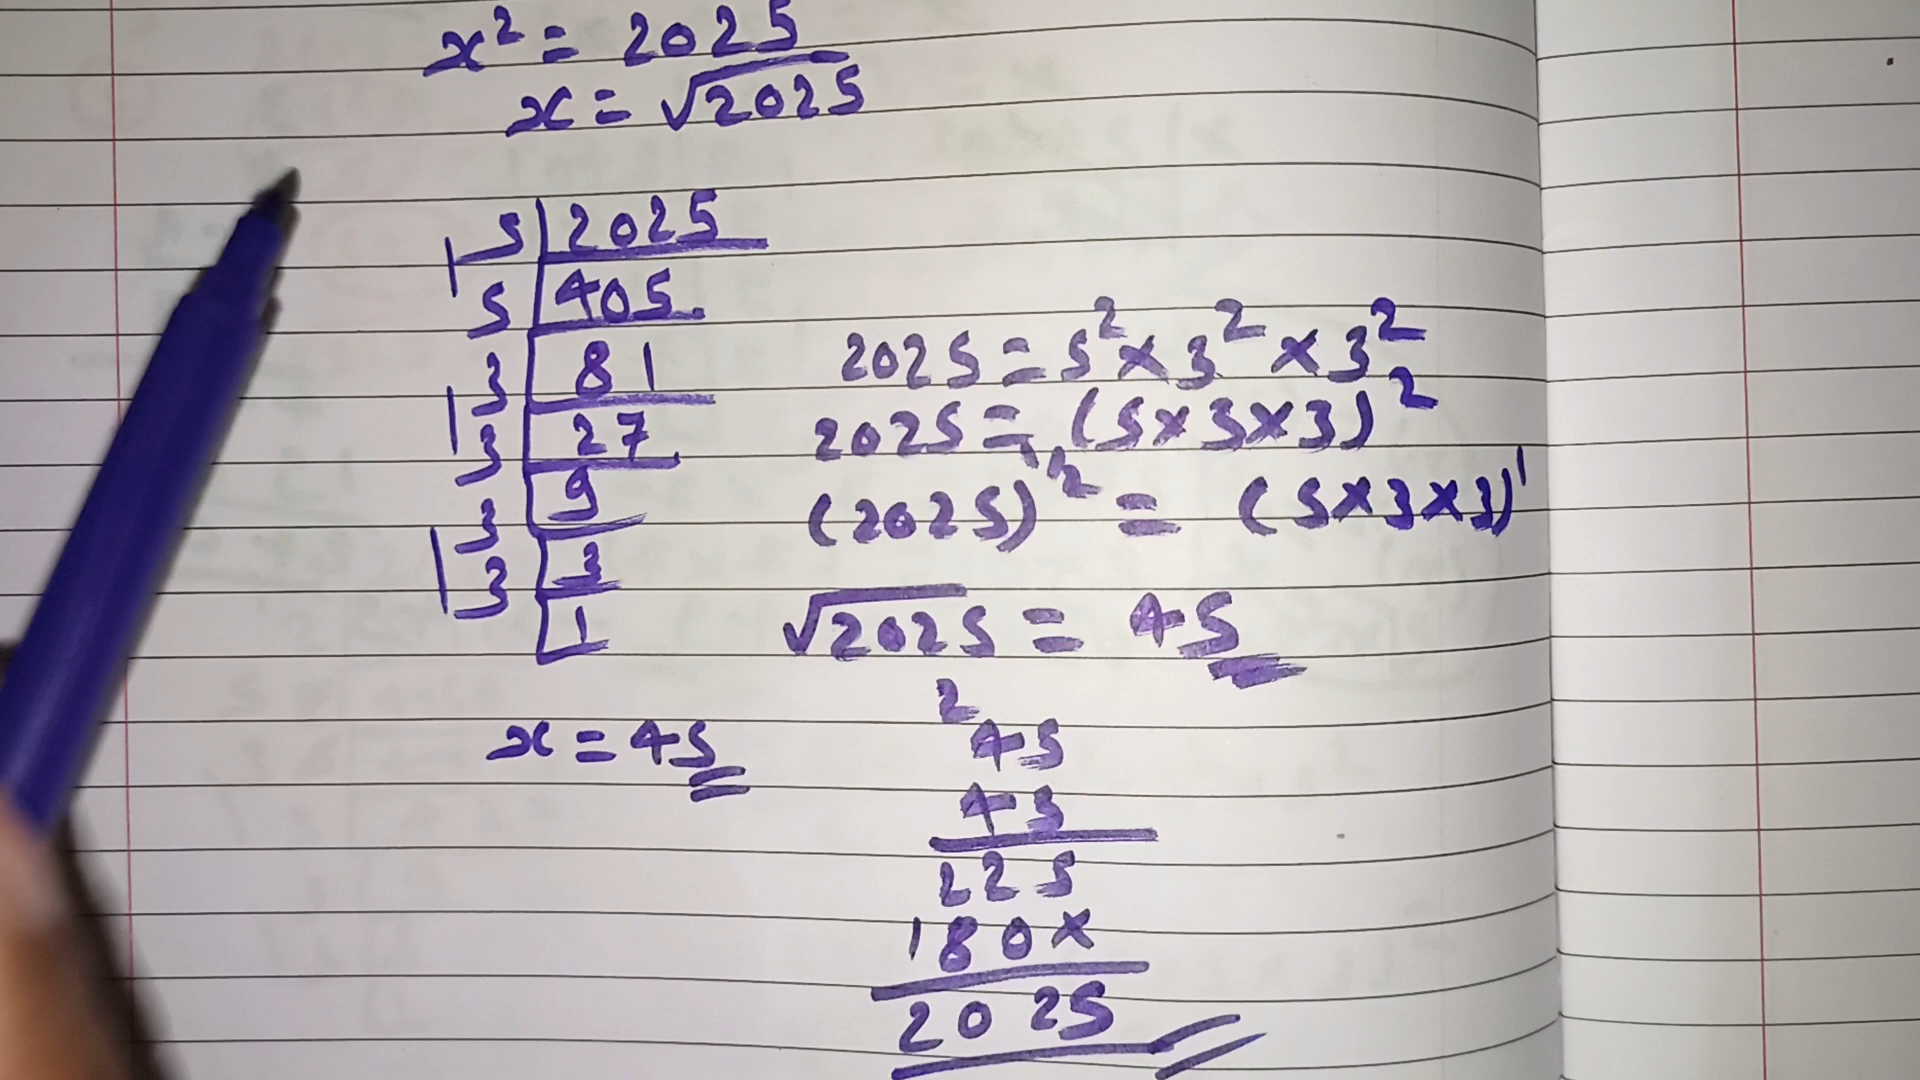 x² = 2025
x = √2025
5 | 2025
5 | 405
3 | 81
3 | 27
3 | 9
3 | 3
1
2025 = 5² × 3² × 3²
2025 = (5×3×3)²
(2025)^1/2 = (5×3×3)¹
√2025 = 45
x = 45
2
45
45
225
180×
2025